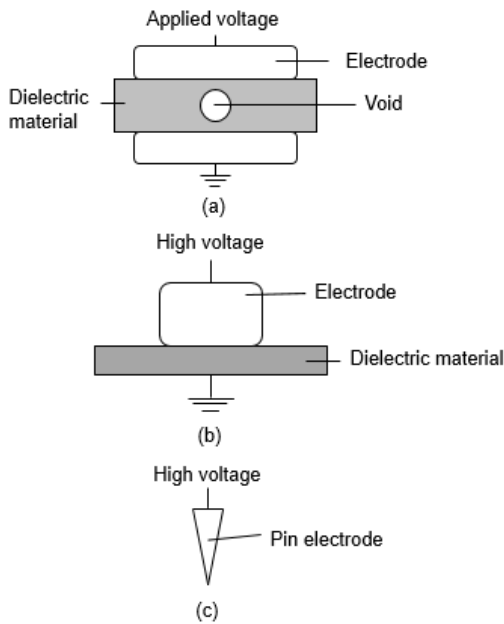 Applied voltage
Electrode
Dielectric
material
Void
(a)
High voltage
Electrode
Dielectric material
(b)
High voltage
Pin electrode
(c)